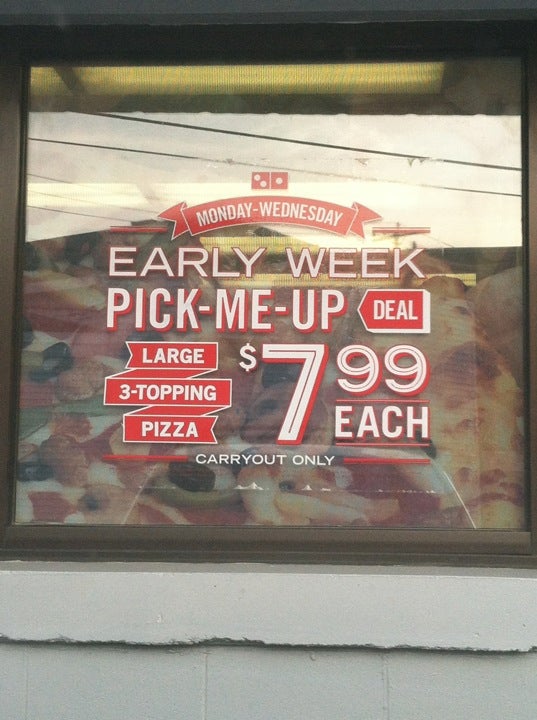 MONDAY-WEDNESDAY
EARLY WEEK
PICK-ME-UP DEAL
LARGE
3-TOPPING
PIZZA
$7 99
EACH
CARRYOUT ONLY